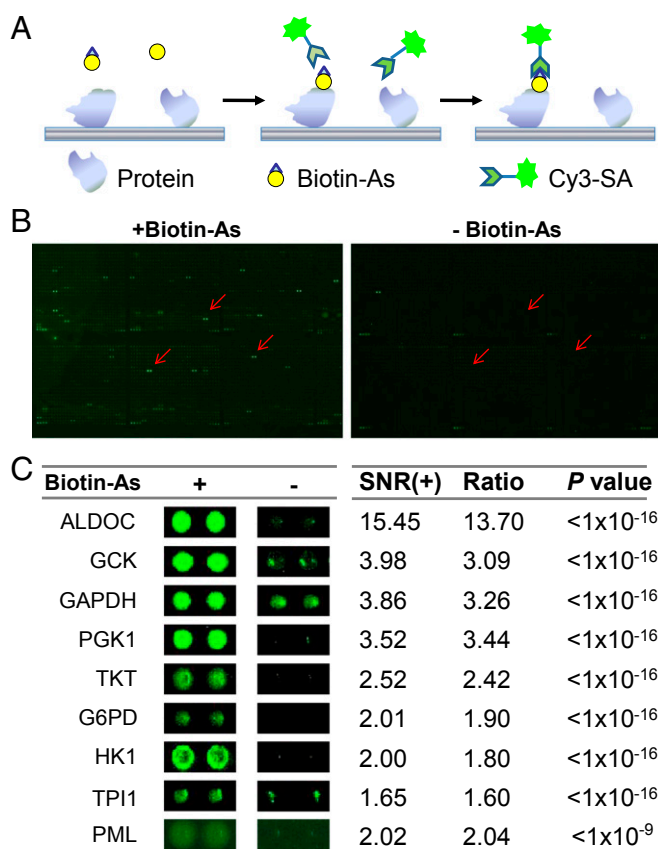 A
Protein Biotin-As Cy3-SA
B
+Biotin-As - Biotin-As
C
Biotin-As + - SNR(+) Ratio P value
ALDOC 15.45 13.70 <1x10-16
GCK 3.98 3.09 <1x10-16
GAPDH 3.86 3.26 <1x10-16
PGK1 3.52 3.44 <1x10-16
TKT 2.52 2.42 <1x10-16
G6PD 2.01 1.90 <1x10-16
HK1 2.00 1.80 <1x10-16
TPI1 1.65 1.60 <1x10-16
PML 2.02 2.04 <1x10-9